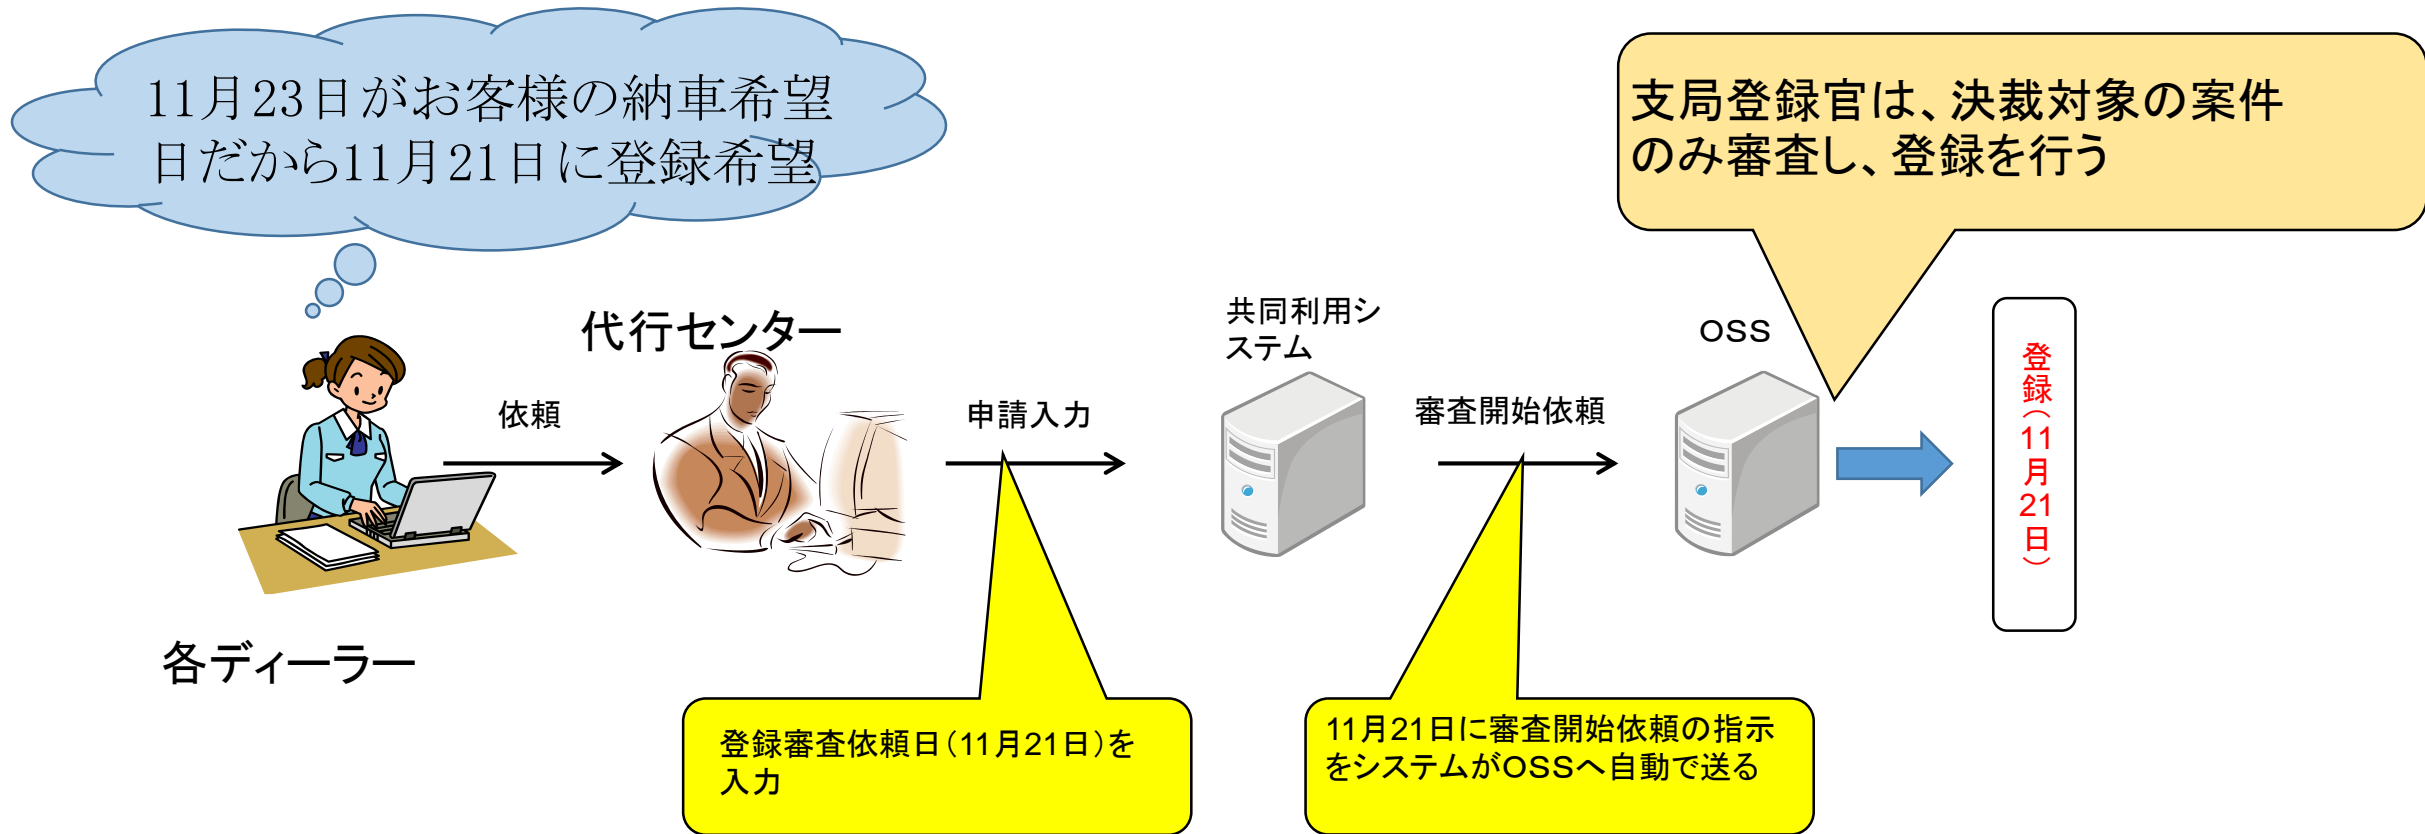 11月23日がお客様の納車希望
日だから11月21日に登録希望
支局登録官は、決裁対象の案件
のみ審査し、登録を行う
代行センター
共同利用シ
ステム
OSS
依頼
申請入力
審査開始依頼
登録（11月21日）
各ディーラー
登録審査依頼日（11月21日）を
入力
11月21日に審査開始依頼の指示
をシステムがOSSへ自動で送る